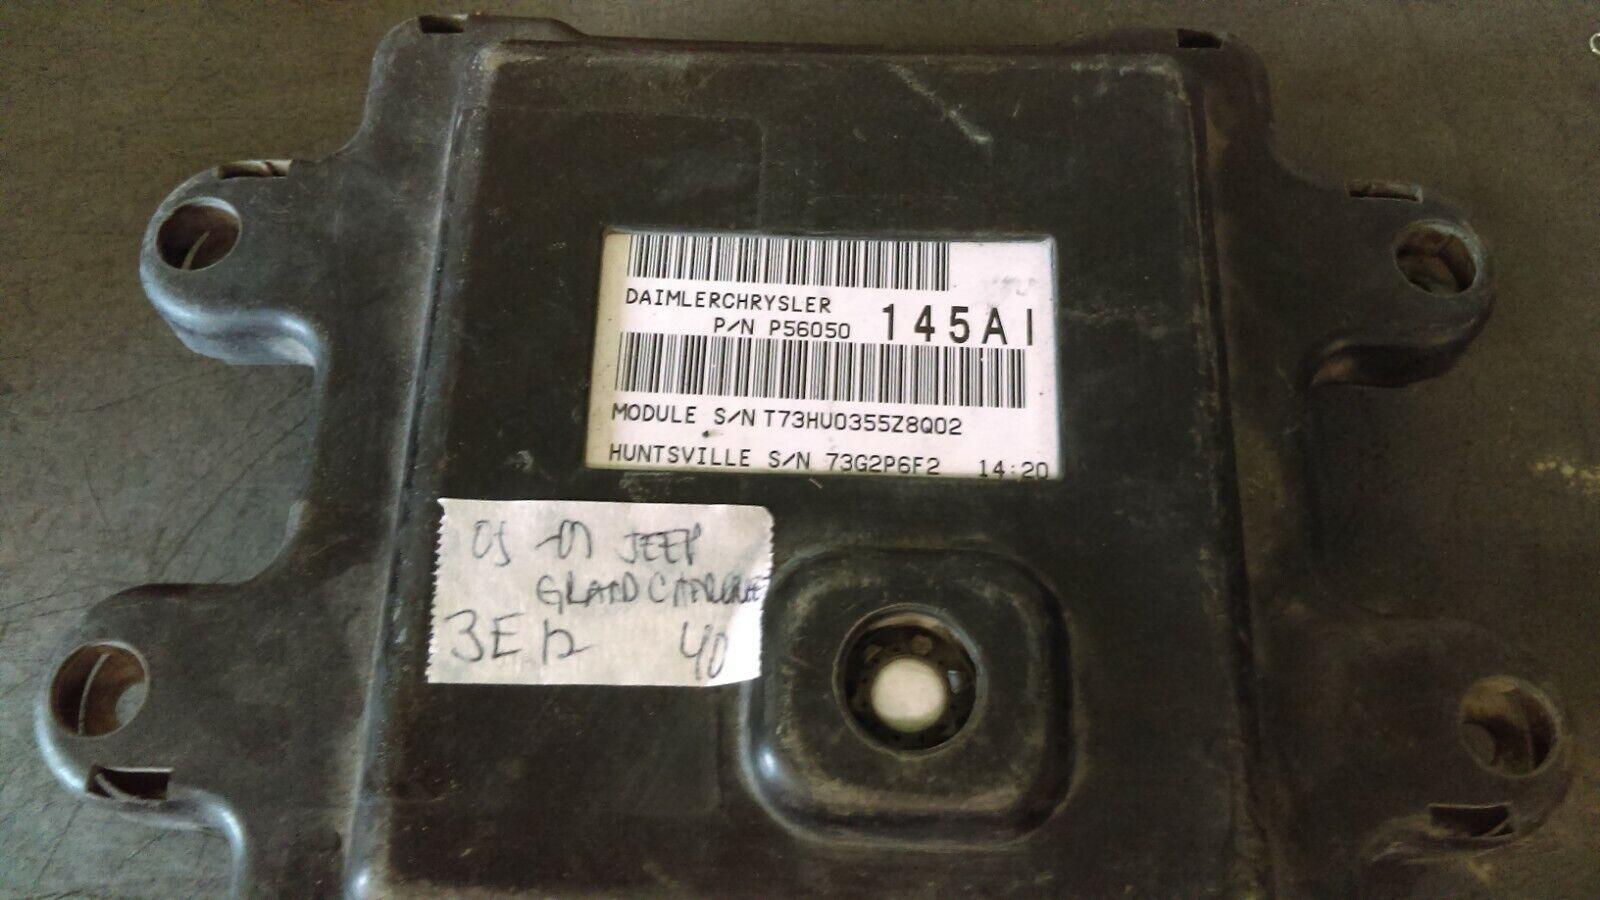 DAIMLERCHRYSLER
P/N P56050 145AI
MODULE S/N T73HU0355Z8Q02
HUNTSVILLE S/N 73G2P6F2 14:20
05 -07 JEEP
GRAND CHEROKEE
3E12 40